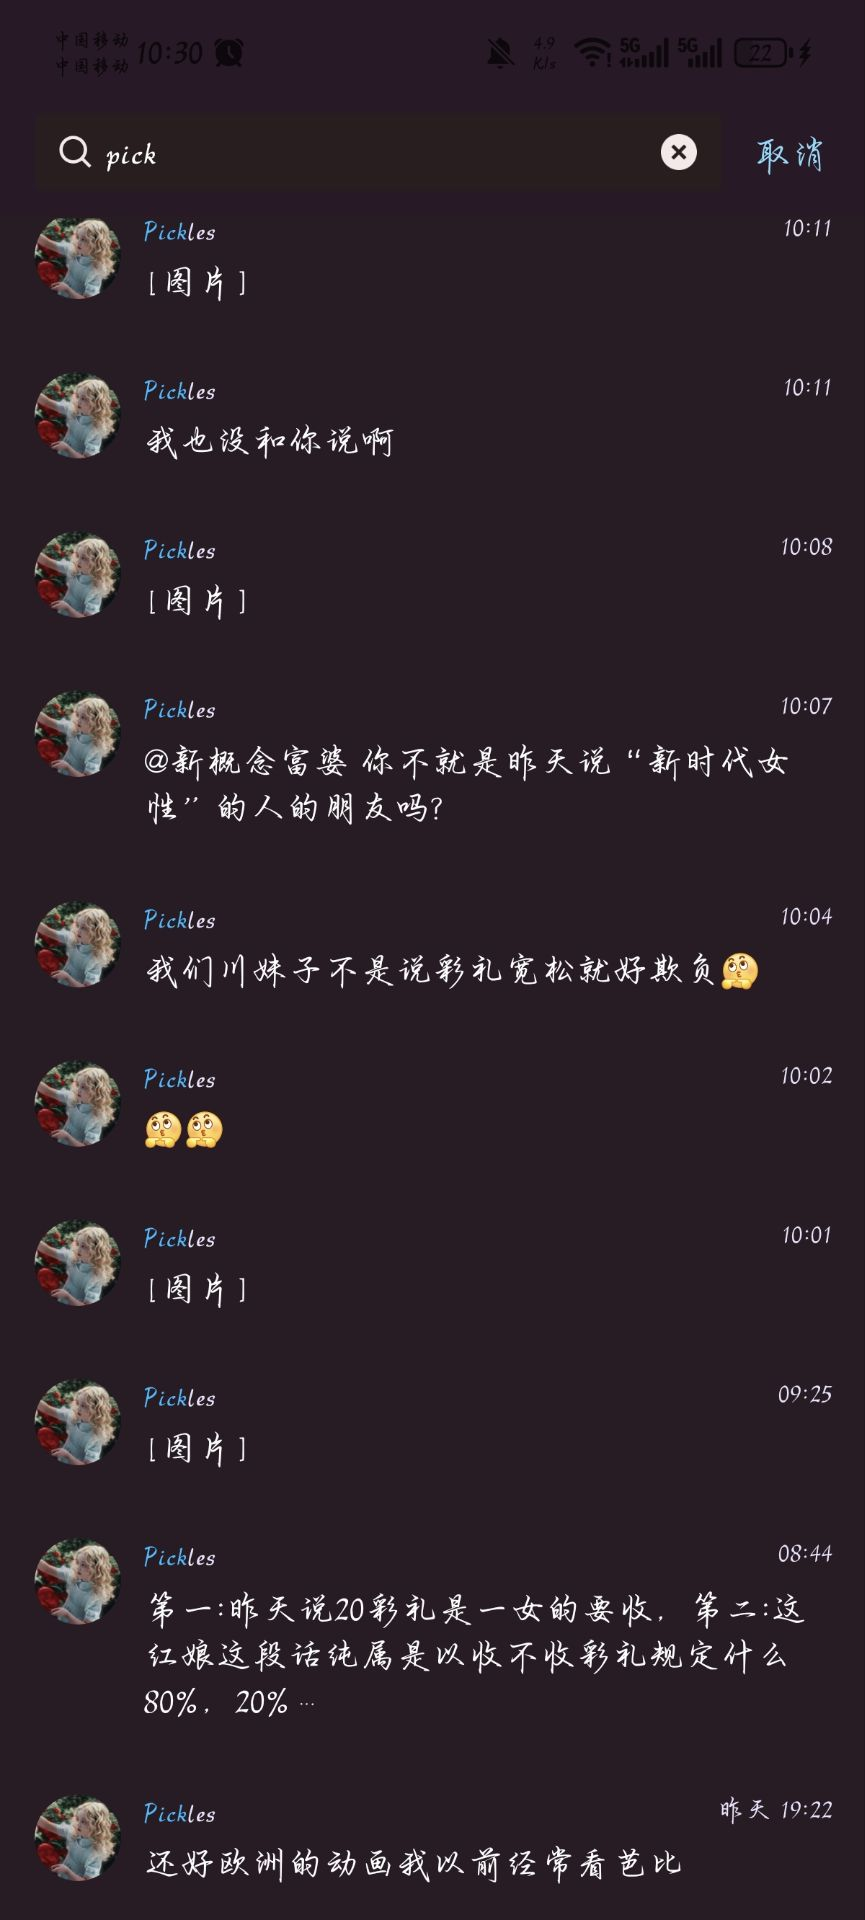 中国移动
中国移动
10:30
4.9
K/s
5G
5G
22
pick
取消
Pickles
10:11
[图片]
Pickles
10:11
我也没和你说啊
Pickles
10:08
[图片]
Pickles
10:07
@新概念富婆 你不就是昨天说“新时代女
性”的人的朋友吗?
Pickles
10:04
我们川妹子不是说彩礼宽松就好欺负
Pickles
10:02
Pickles
10:01
[图片]
Pickles
09:25
[图片]
Pickles
08:44
第一:昨天说20彩礼是一女的要收，第二:这
红娘这段话纯属是以收不收彩礼规定什么
80%，20%…
Pickles
昨天 19:22
还好欧洲的动画我以前经常看芭比